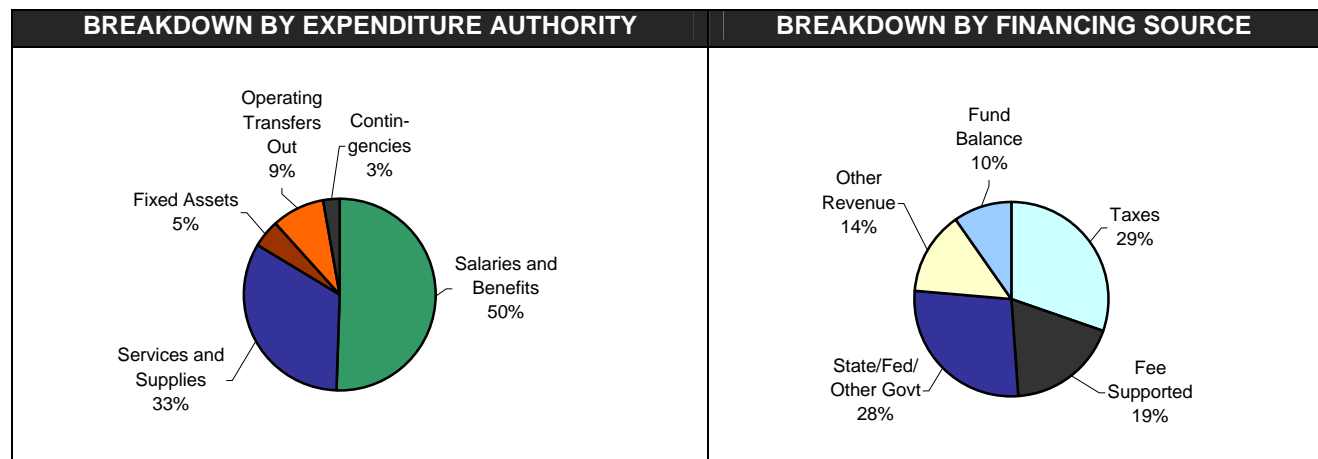 BREAKDOWN BY EXPENDITURE AUTHORITY
Operating
Transfers
Out
9%
Contin-
gencies
3%
Fixed Assets
5%
Salaries and
Benefits
50%
Services and
Supplies
33%
BREAKDOWN BY FINANCING SOURCE
Fund
Balance
10%
Other
Revenue
14%
Taxes
29%
State/Fed/
Other Govt
28%
Fee
Supported
19%